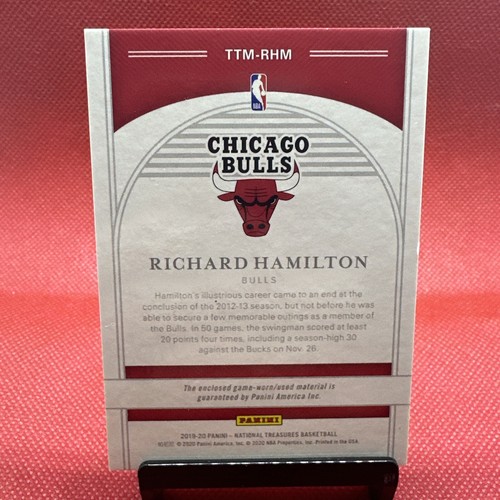 TTM-RHM
NBA
CHICAGO
BULLS
RICHARD HAMILTON
BULLS
Hamilton's illustrious career came to an end at the
conclusion of the 2012-13 season, but not before he was
able to secure a few memorable outings as a member of
the Bulls. In 50 games, the swingman scored at least
20 points four times, including a season-high 30
against the Bucks on Nov. 26.
The enclosed game-worn/used material is
guaranteed by Panini America Inc.
PANINI
2019-20 PANINI – NATIONAL TREASURES BASKETBALL
© 2020 Panini America, Inc. © 2020 NBA Properties, Inc. Printed in the USA.